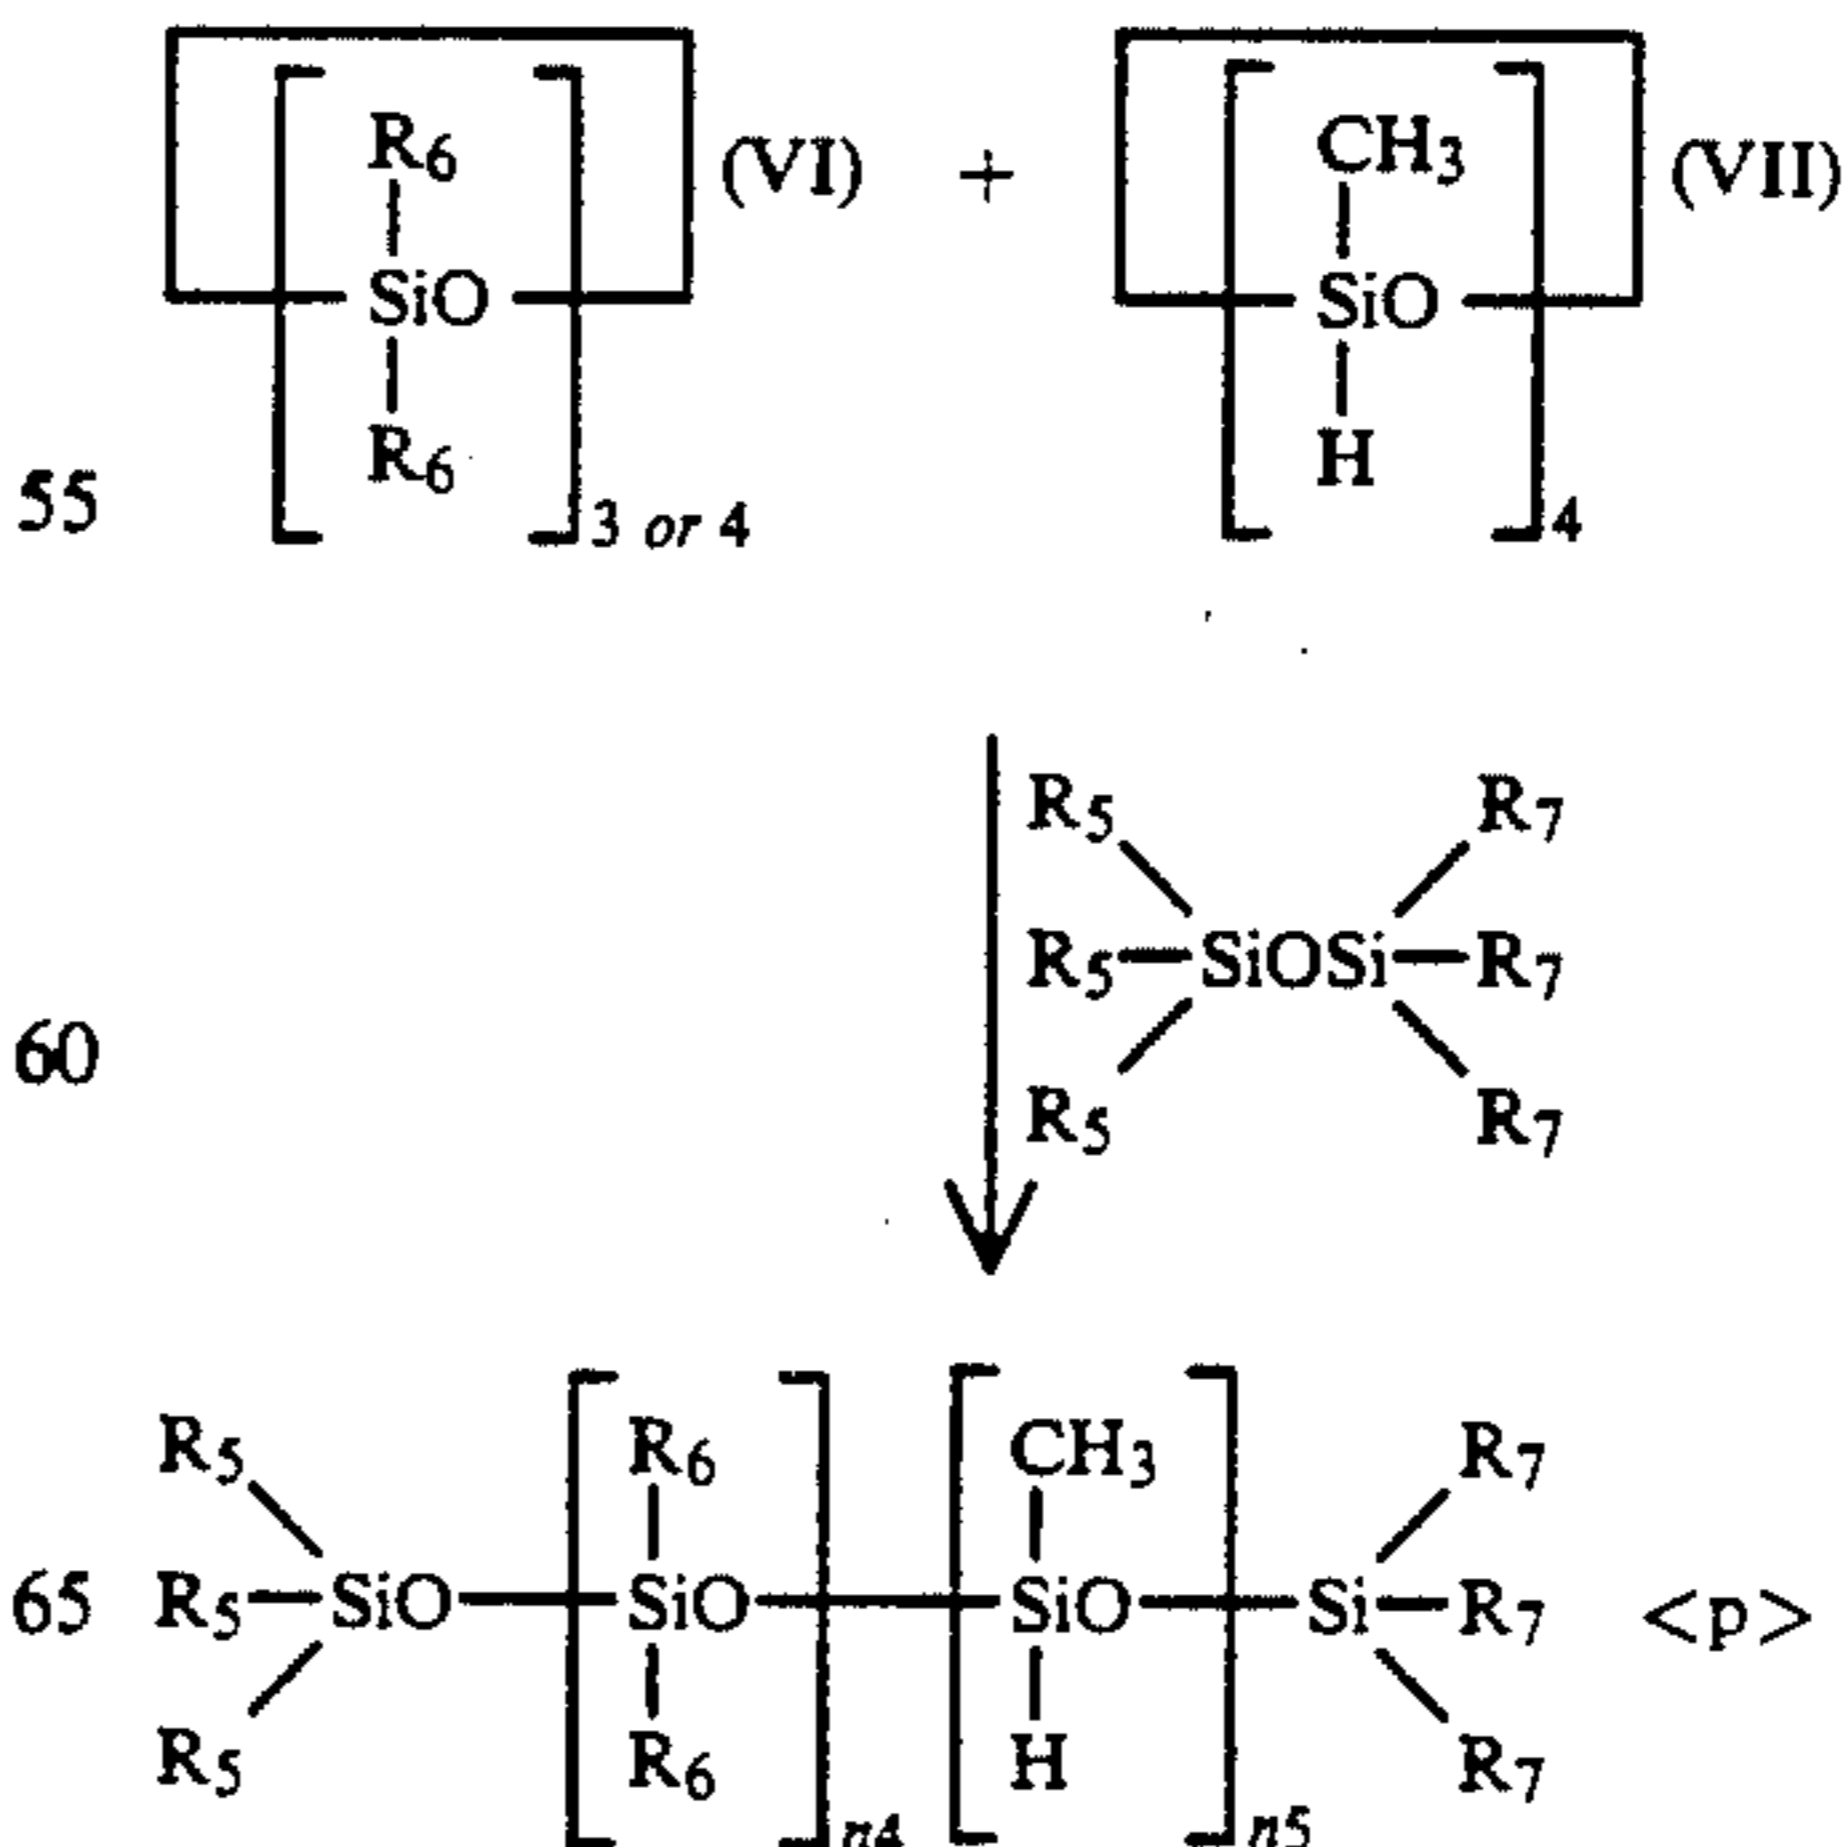 R6 (VI) + CH3 (VII)
SiO SiO
R6 H
55 3 or 4 4
R5 R7
R5 SiOSi R7
60
R5 R7
R5 R6 CH3 R7
65 R5 SiO SiO SiO Si R7 <p>
R5 R6 H R7
n4 n5